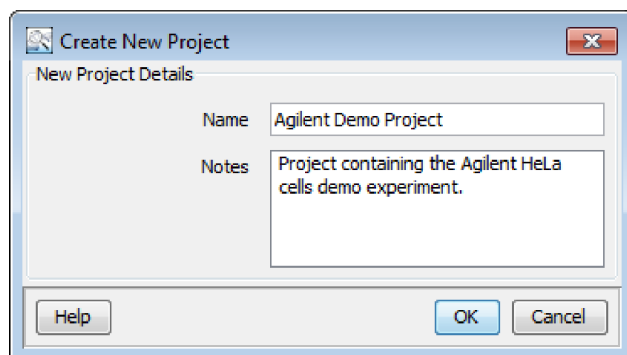 Create New Project
New Project Details
Name
Agilent Demo Project
Notes
Project containing the Agilent HeLa
cells demo experiment.
Help
OK
Cancel